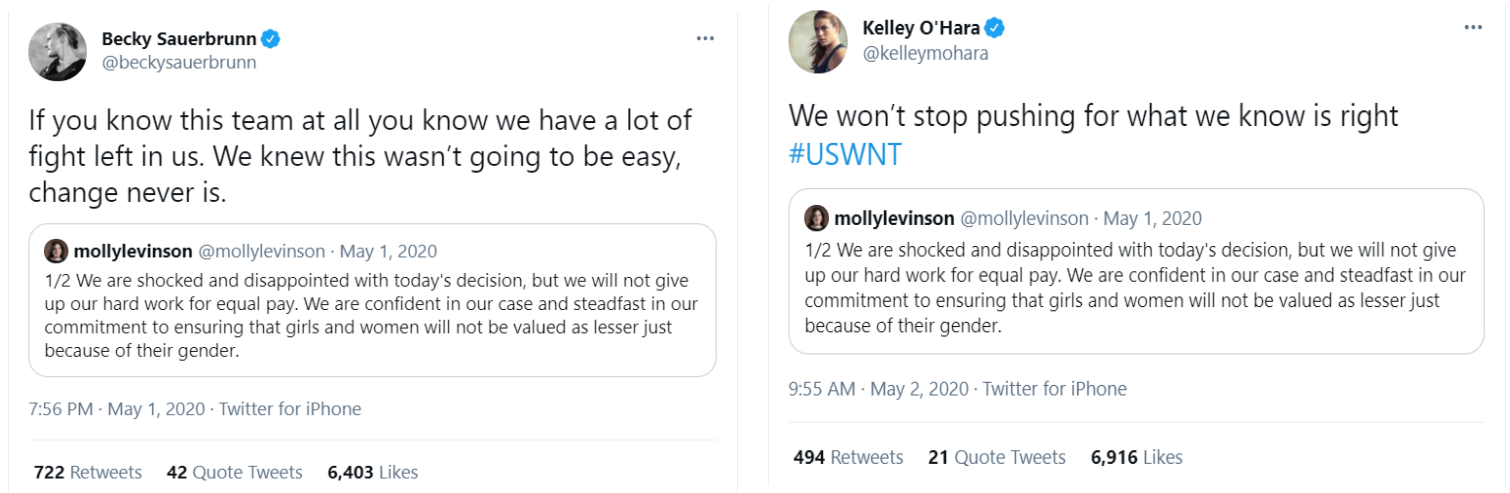 Becky Sauerbrunn
@beckysauerbrunn
If you know this team at all you know we have a lot of
fight left in us. We knew this wasn’t going to be easy,
change never is.
mollylevinson @mollylevinson · May 1, 2020
1/2 We are shocked and disappointed with today's decision, but we will not give
up our hard work for equal pay. We are confident in our case and steadfast in our
commitment to ensuring that girls and women will not be valued as lesser just
because of their gender.
7:56 PM · May 1, 2020 · Twitter for iPhone
722 Retweets 42 Quote Tweets 6,403 Likes
Kelley O'Hara
@kelleymohara
We won’t stop pushing for what we know is right
#USWNT
mollylevinson @mollylevinson · May 1, 2020
1/2 We are shocked and disappointed with today's decision, but we will not give
up our hard work for equal pay. We are confident in our case and steadfast in our
commitment to ensuring that girls and women will not be valued as lesser just
because of their gender.
9:55 AM · May 2, 2020 · Twitter for iPhone
494 Retweets 21 Quote Tweets 6,916 Likes